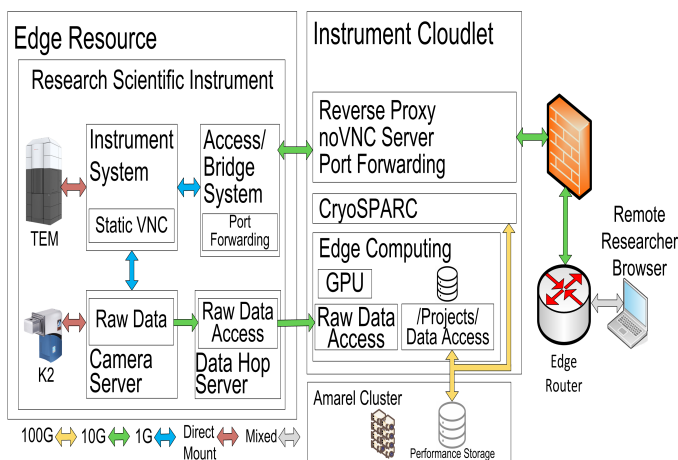 Edge Resource
Research Scientific Instrument
TEM
Instrument
System
Static VNC
Access/
Bridge
System
Port
Forwarding
K2
Raw Data
Camera
Server
Raw Data
Access
Data Hop
Server
Instrument Cloudlet
Reverse Proxy
noVNC Server
Port Forwarding
CryoSPARC
Edge Computing
GPU
Raw Data
Access
/Projects/
Data Access
Amarel Cluster
Performance Storage
Remote
Researcher
Browser
Edge
Router
100G
10G
1G
Direct
Mount
Mixed